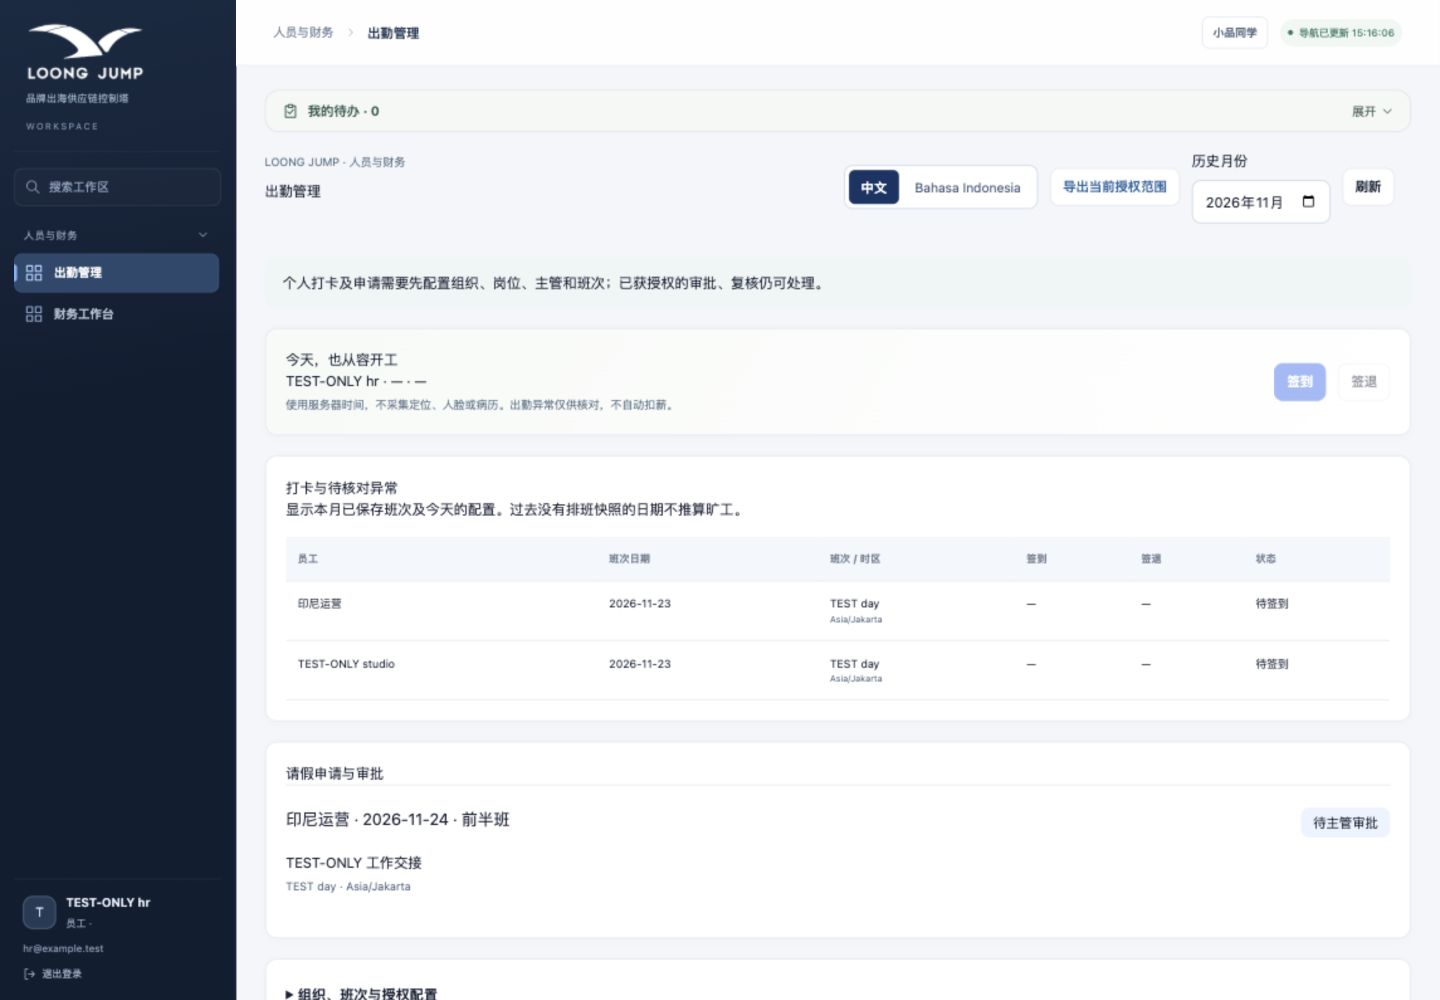 LOONG JUMP
品牌出海供应链控制塔
WORKSPACE
搜索工作区
人员与财务
出勤管理
财务工作台
TEST-ONLY hr
T
员工 ·
hr@example.test
退出登录
人员与财务 > 出勤管理
小品同学
导航已更新 15:16:06
我的待办 · 0
展开
LOONG JUMP · 人员与财务
出勤管理
中文
Bahasa Indonesia
导出当前授权范围
历史月份
2026年11月
刷新
个人打卡及申请需要先配置组织、岗位、主管和班次；已获授权的审批、复核仍可处理。
今天，也从容开工
TEST-ONLY hr · — · —
使用服务器时间，不采集定位、人脸或病历。出勤异常仅供核对，不自动扣薪。
签到
签退
打卡与待核对异常
显示本月已保存班次及今天的配置。过去没有排班快照的日期不推算旷工。
员工 班次日期 班次 / 时区 签到 签退 状态
印尼运营 2026-11-23 TEST day — — 待签到
Asia/Jakarta
TEST-ONLY studio 2026-11-23 TEST day — — 待签到
Asia/Jakarta
请假申请与审批
印尼运营 · 2026-11-24 · 前半班
待主管审批
TEST-ONLY 工作交接
TEST day · Asia/Jakarta
组织、班次与授权配置